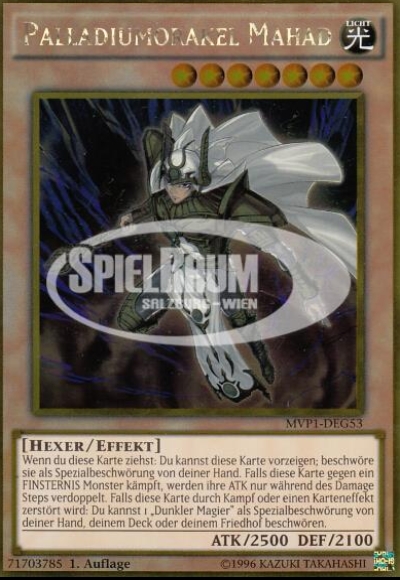 PALLADIUMORAKEL MAHAD
LICHT
光
SPIELRAUM
SALZBURG - WIEN
MVP1-DEG53
[HEXER/EFFEKT]
Wenn du diese Karte ziehst: Du kannst diese Karte vorzeigen; beschwöre
sie als Spezialbeschwörung von deiner Hand. Falls diese Karte gegen ein
FINSTERNIS Monster kämpft, werden ihre ATK nur während des Damage
Steps verdoppelt. Falls diese Karte durch Kampf oder einen Karteneffekt
zerstört wird: Du kannst 1 „Dunkler Magier" als Spezialbeschwörung von
deiner Hand, deinem Deck oder deinem Friedhof beschwören.
ATK/2500 DEF/2100
71703785 1. Auflage
©1996 KAZUKI TAKAHASHI